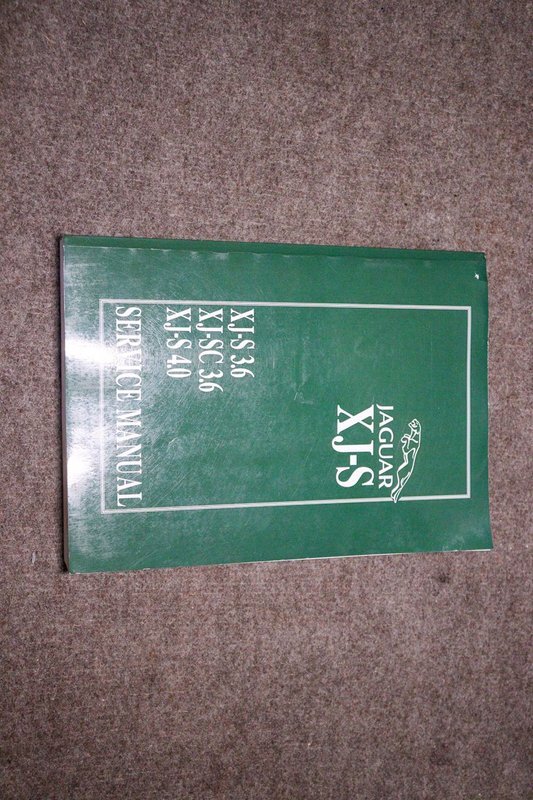 JAGUAR
XJ-S
XJ-S 3.6
XJ-SC 3.6
XJ-S 4.0
SERVICE MANUAL